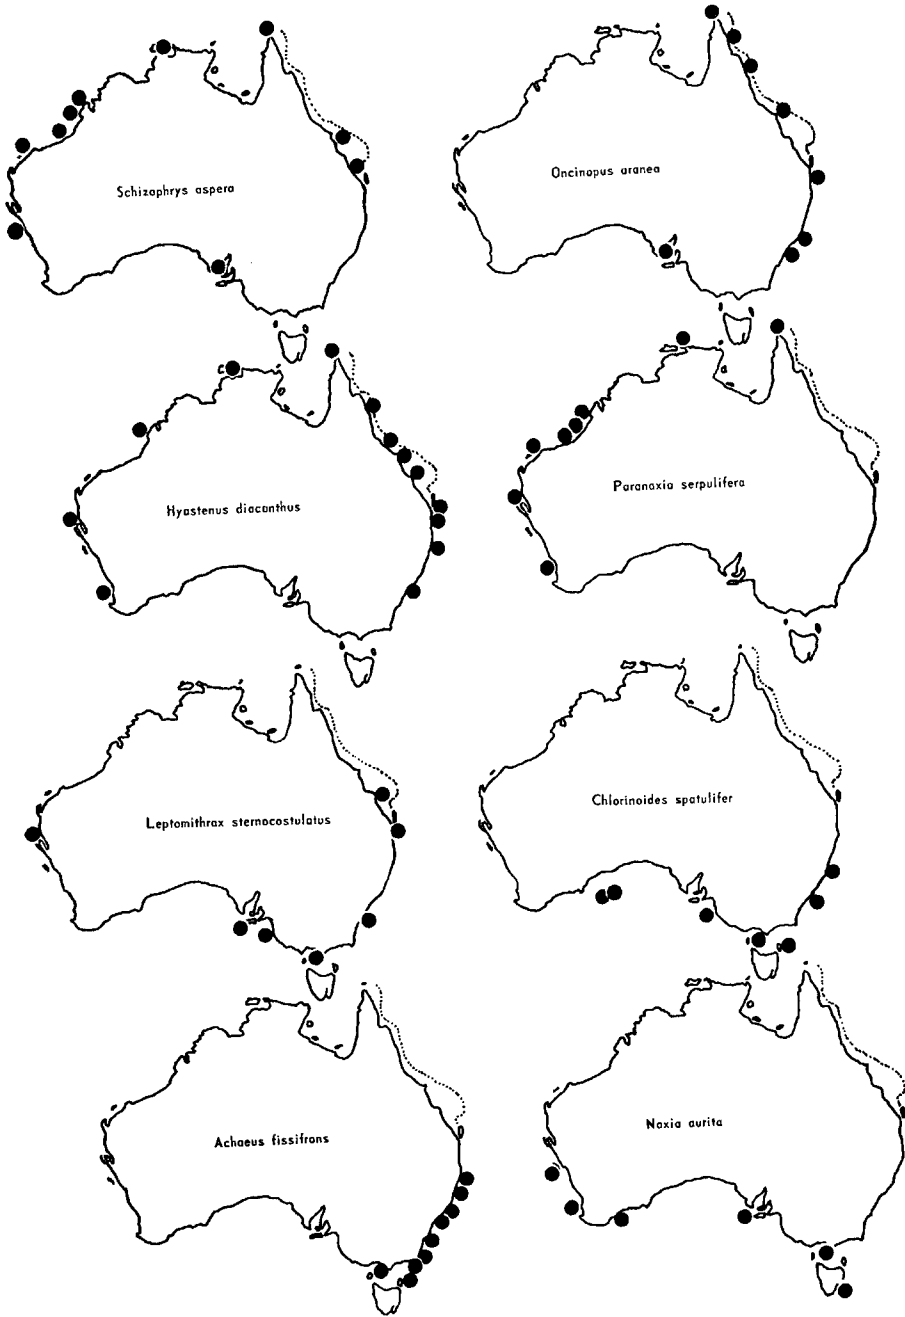 Schizophrys aspera
Oncinopus aranea
Hyastenus diacanthus
Paranaxia serpulifera
Leptomithrax sternocostulatus
Chlorinoides spatulifer
Achaeus fissifrons
Naxia aurita